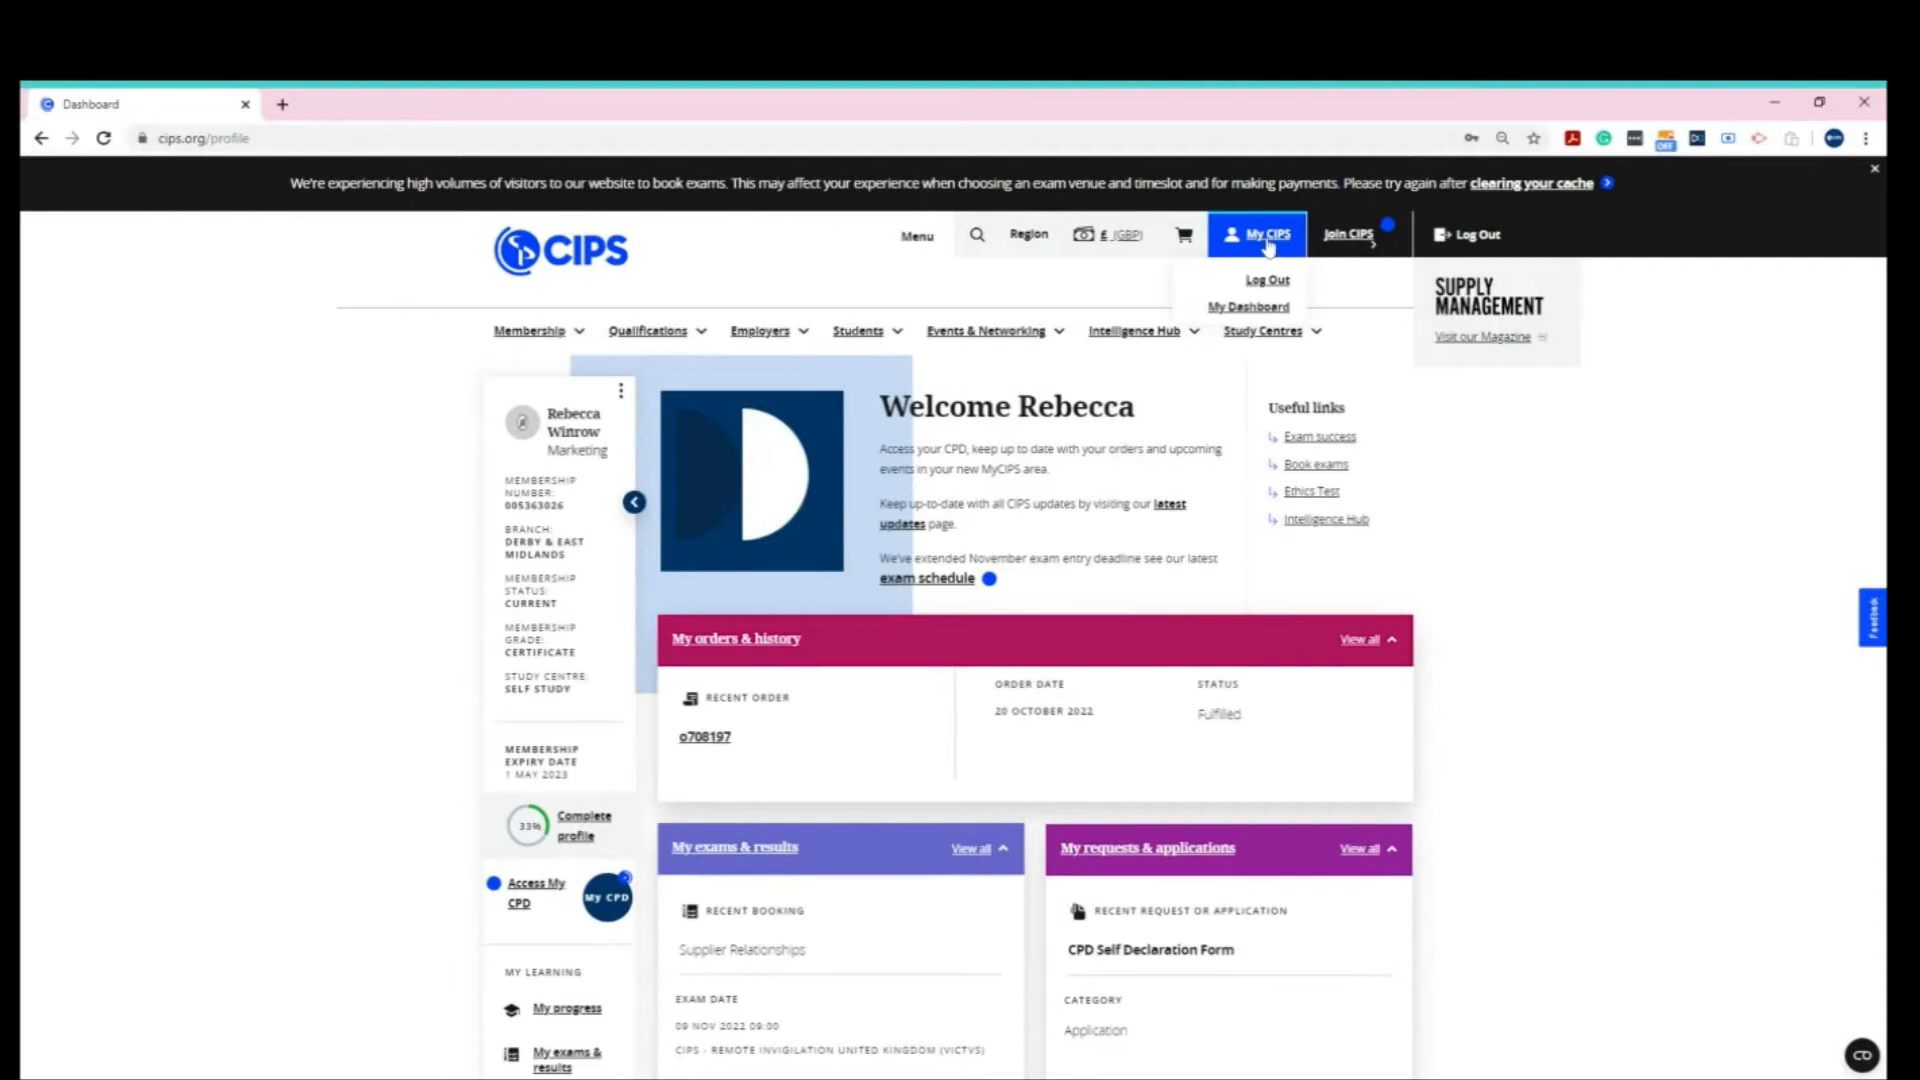 Dashboard
cips.org/profile
OFF
We're experiencing high volumes of visitors to our website to book exams. This may affect your experience when choosing an exam venue and timeslot and for making payments. Please try again after clearing your cache
CIPS
Menu
Region
£ (GBP)
My CIPS
Join CIPS
Log Out
Log Out
My Dashboard
SUPPLY
MANAGEMENT
Visit our Magazine
Membership
Qualifications
Employers
Students
Events & Networking
Intelligence Hub
Study Centres
Rebecca
Winrow
Marketing
MEMBERSHIP
NUMBER:
005363026
BRANCH:
DERBY & EAST
MIDLANDS
MEMBERSHIP
STATUS:
CURRENT
MEMBERSHIP
GRADE:
CERTIFICATE
STUDY CENTRE:
SELF STUDY
MEMBERSHIP
EXPIRY DATE
1 MAY 2023
33%
Complete
profile
Access My
CPD
My CPD
MY LEARNING
My progress
My exams &
results
Welcome Rebecca
Access your CPD, keep up to date with your orders and upcoming
events in your new MyCIPS area.
Keep up-to-date with all CIPS updates by visiting our latest
updates page.
We've extended November exam entry deadline see our latest
exam schedule
Useful links
Exam success
Book exams
Ethics Test
Intelligence Hub
Feedback
My orders & history
View all
RECENT ORDER
o708197
ORDER DATE
20 OCTOBER 2022
STATUS
Fulfilled
My exams & results
View all
RECENT BOOKING
Supplier Relationships
EXAM DATE
09 NOV 2022 09:00
CIPS - REMOTE INVIGILATION UNITED KINGDOM (VICTVS)
My requests & applications
View all
RECENT REQUEST OR APPLICATION
CPD Self Declaration Form
CATEGORY
Application